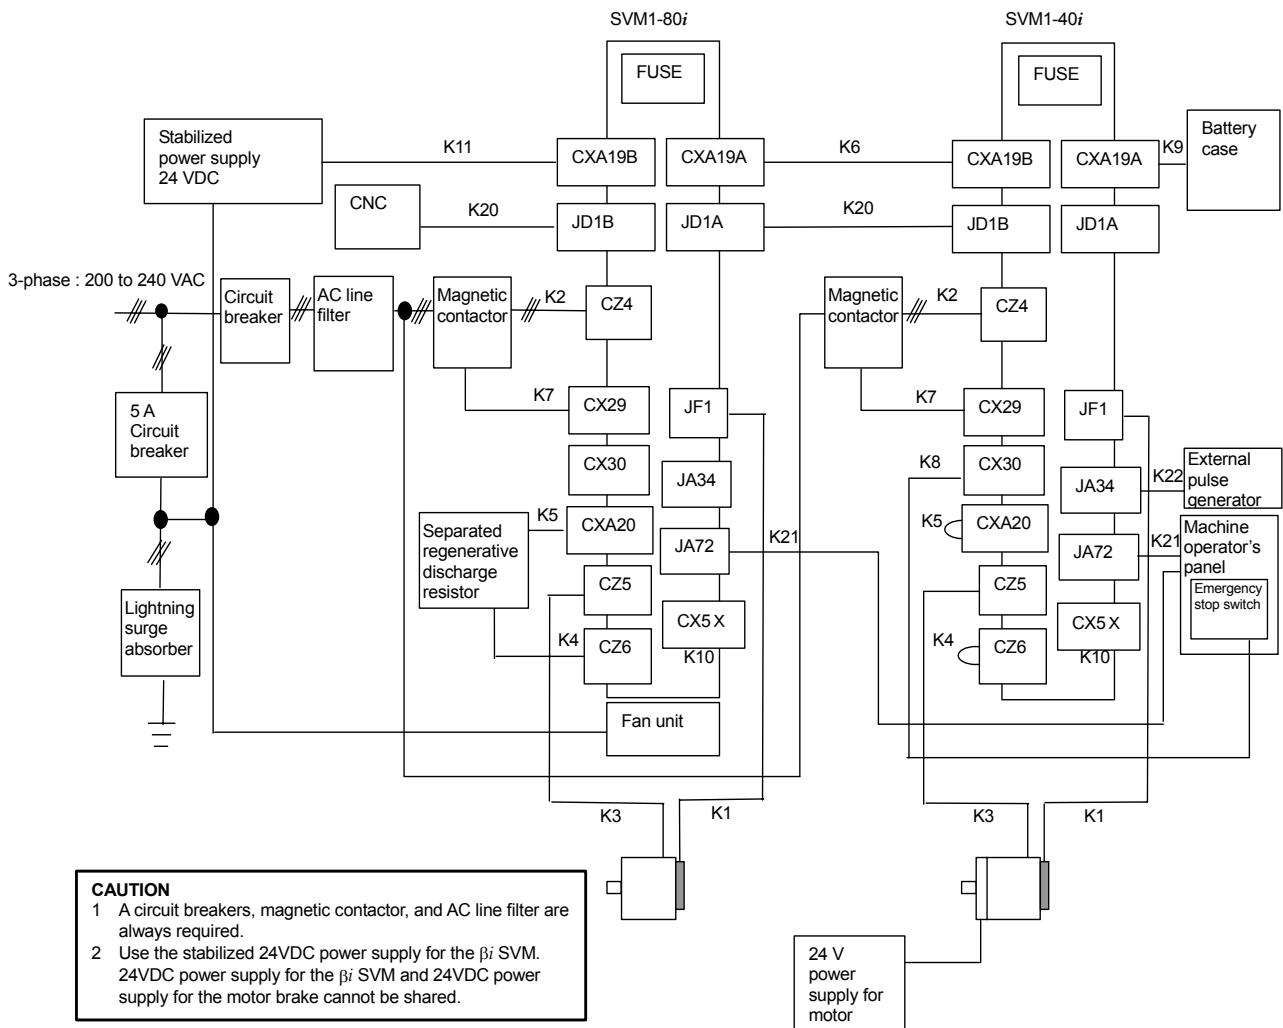 SVM1-80i
SVM1-40i
FUSE
FUSE
Stabilized
power supply
24 VDC
K11
CXA19B
CXA19A
K6
CXA19B
CXA19A
K9
Battery
case
CNC
K20
JD1B
JD1A
K20
JD1B
JD1A
3-phase : 200 to 240 VAC
Circuit
breaker
AC line
filter
Magnetic
contactor
K2
CZ4
Magnetic
contactor
K2
CZ4
5 A
Circuit
breaker
K7
CX29
JF1
K7
CX29
JF1
CX30
JA34
K8
CX30
JA34
K22
External
pulse
generator
Separated
regenerative
discharge
resistor
K5
CXA20
JA72
K21
K5
CXA20
JA72
K21
Machine
operator's
panel
Emergency
stop switch
Lightning
surge
absorber
CZ5
CX5 X
CZ5
CX5 X
K4
CZ6
K10
K4
CZ6
K10
Fan unit
K3
K1
K3
K1
CAUTION
1 A circuit breakers, magnetic contactor, and AC line filter are
always required.
2 Use the stabilized 24VDC power supply for the βi SVM.
24VDC power supply for the βi SVM and 24VDC power
supply for the motor brake cannot be shared.
24 V
power
supply for
motor